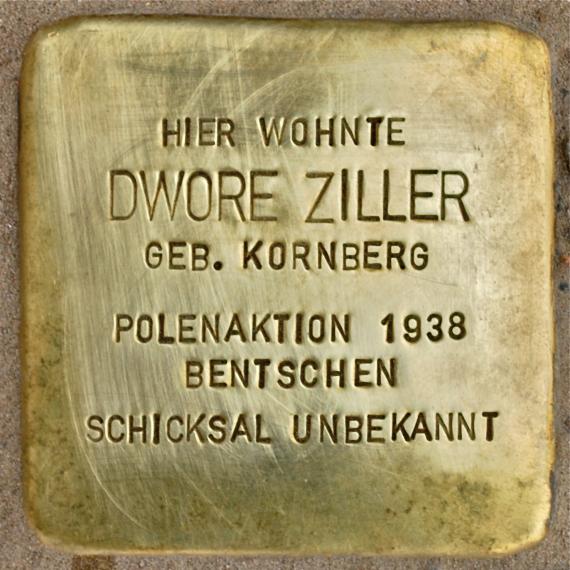 HIER WOHNTE
DWORE ZILLER
GEB. KORNBERG
POLENAKTION 1938
BENTSCHEN
SCHICKSAL UNBEKANNT